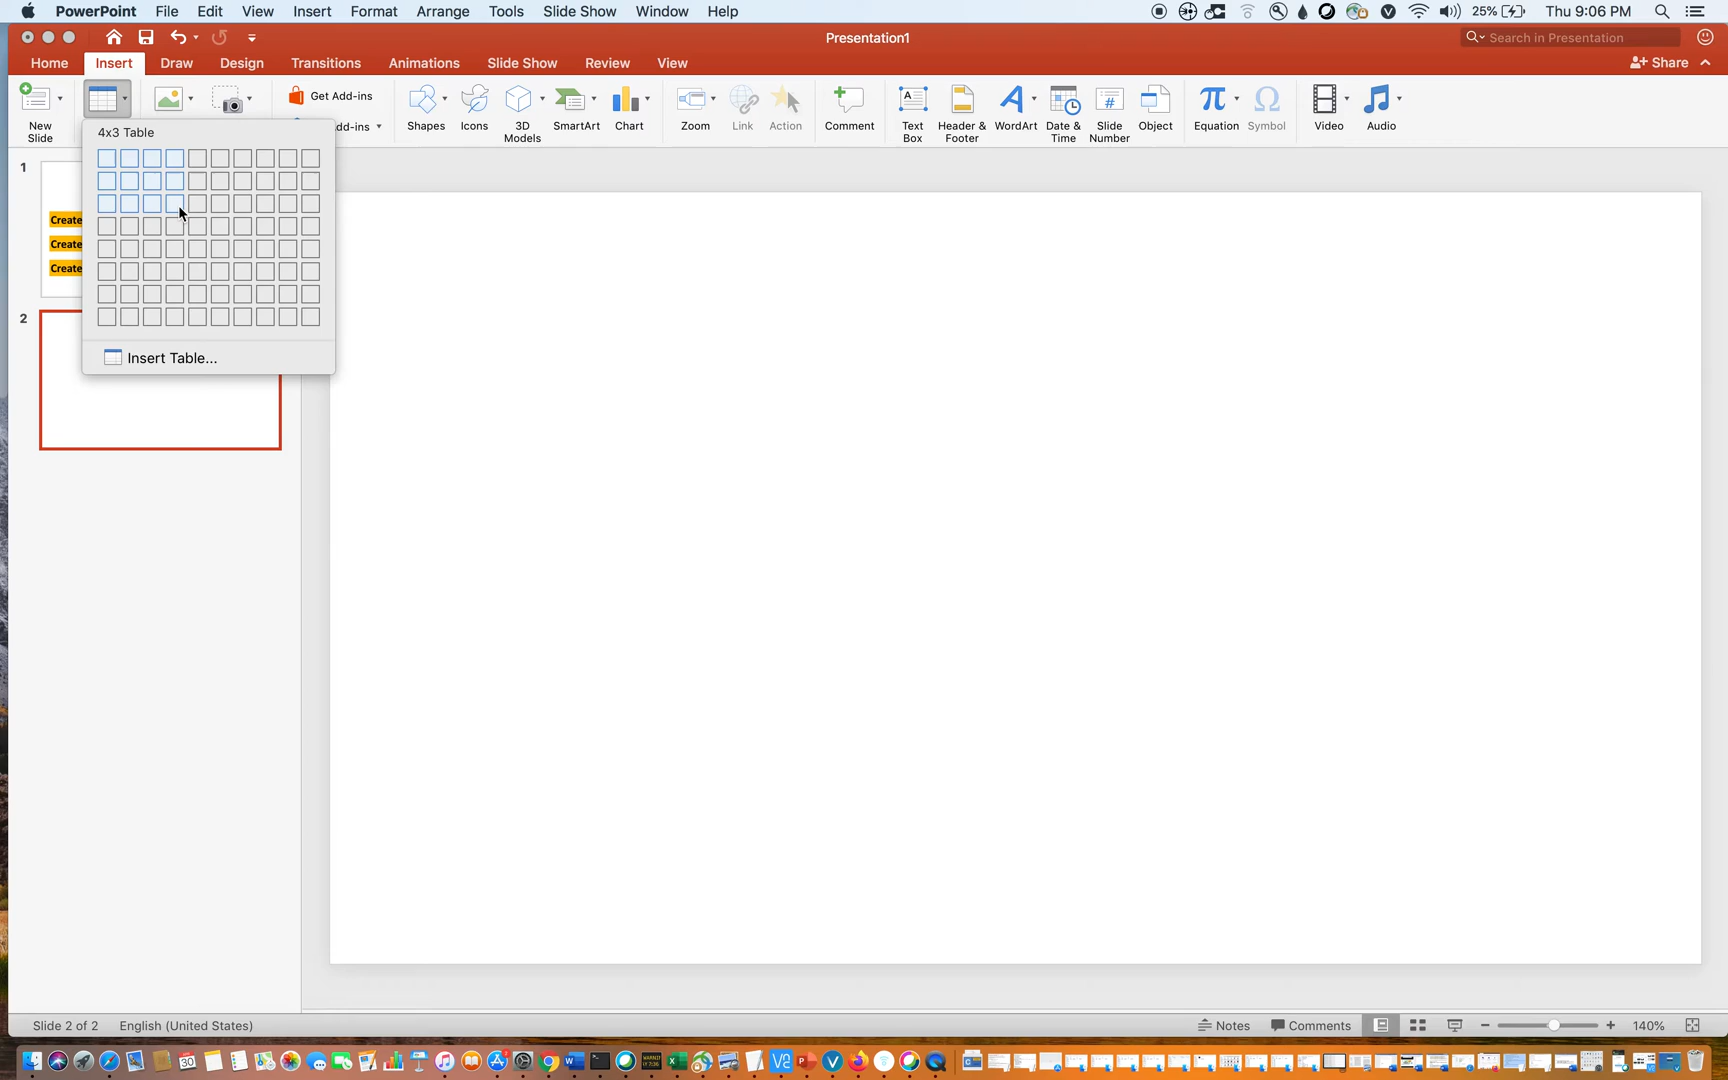 PowerPoint File Edit View Insert Format Arrange Tools Slide Show Window Help 25% Thu 9:06 PM
Presentation1 Search in Presentation
Home Insert Draw Design Transitions Animations Slide Show Review View Share
Get Add-ins
New Slide dd-ins Shapes Icons 3D Models SmartArt Chart Zoom Link Action Comment Text Box Header & Footer WordArt Date & Time Slide Number Object Equation Symbol Video Audio
4x3 Table
1
Create
Create
Create
2
Insert Table...
Slide 2 of 2 English (United States) Notes Comments 140%